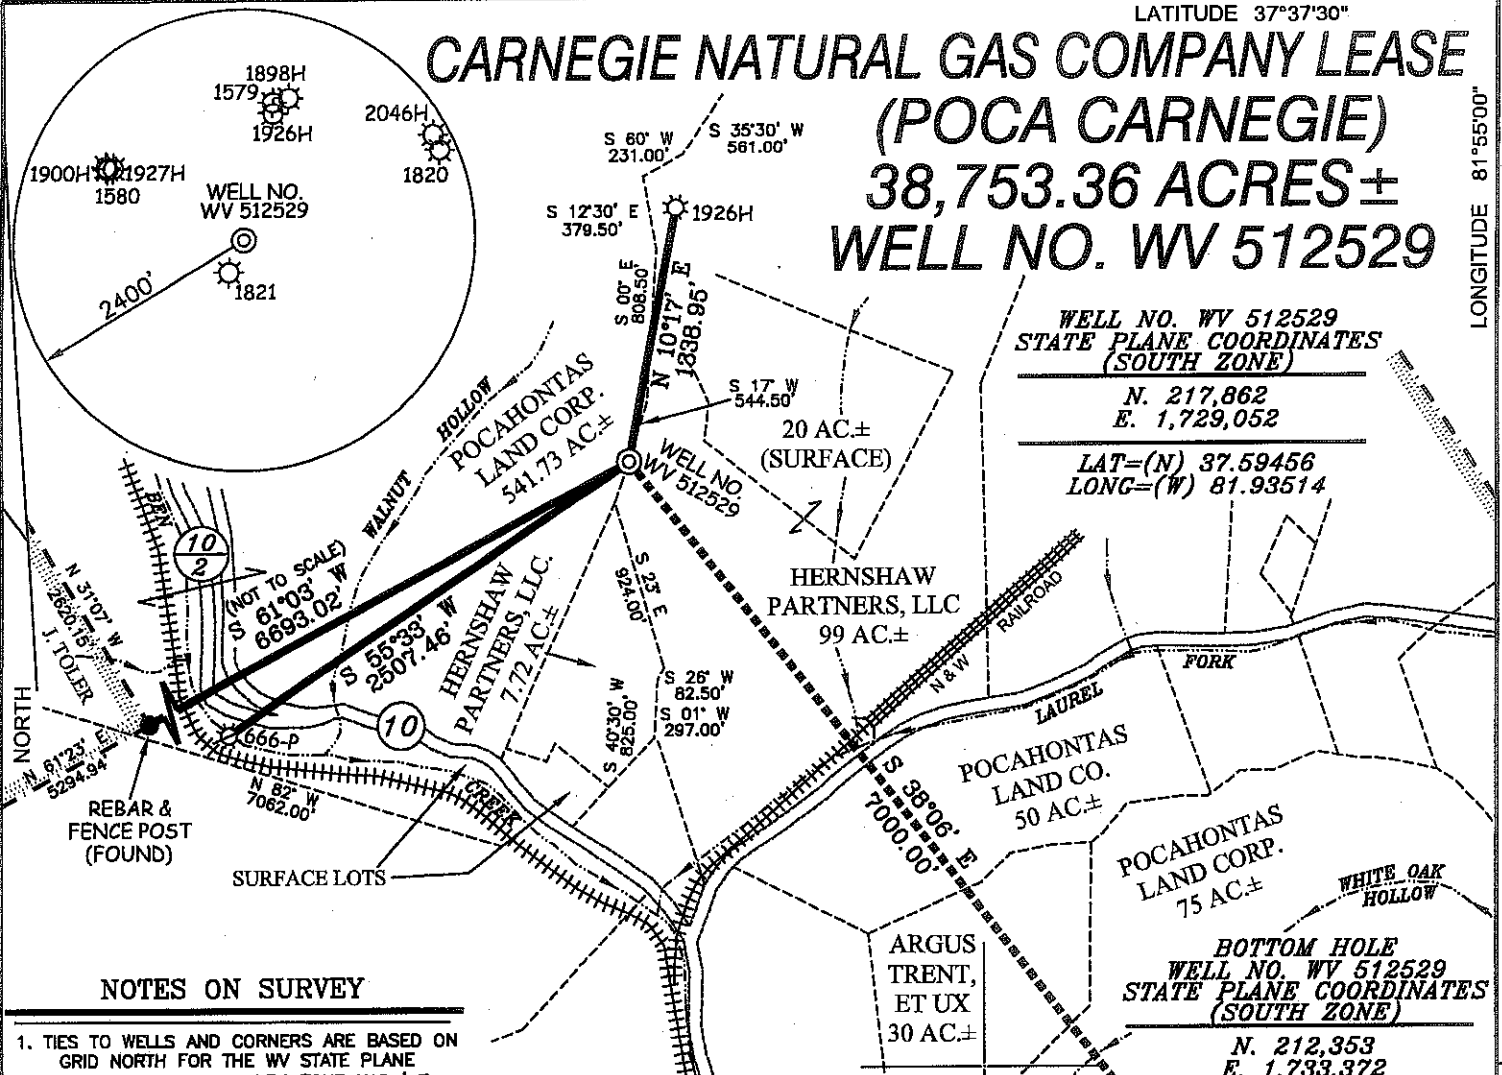 LATITUDE 37°37'30"
CARNEGIE NATURAL GAS COMPANY LEASE
(POCA CARNEGIE)
38,753.36 ACRES±
WELL NO. WV 512529
LONGITUDE 81°55'00"
1898H
1579
1926H
2046H
1820
1900H
1927H
1580
WELL NO.
WV 512529
1821
2400'
S 60° W
231.00'
S 35°30' W
561.00'
S 12°30' E
379.50'
1926H
S 00° E
808.50'
N 10°17' E
1838.95'
S 17° W
544.50'
WELL NO. WV 512529
STATE PLANE COORDINATES
(SOUTH ZONE)
N. 217,862
E. 1,729,052
LAT=(N) 37.59456
LONG=(W) 81.93514
WALNUT
HOLLOW
POCAHONTAS
LAND CORP.
541.73 AC.±
20 AC.±
(SURFACE)
WELL NO.
WV 512529
BEN
10
2
(NOT TO SCALE)
S 61°03' W
6693.02'
S 55°33' W
2507.46'
HERNSHAW
PARTNERS, LLC.
7.72 AC±
S 23° E
924.00'
HERNSHAW
PARTNERS, LLC
99 AC.±
N & W
RAILROAD
N 31°07' W
2620.15'
J. TOLER
NORTH
N 61°23' E
5294.94'
666-P
10
S 26° W
82.50'
S 01° W
297.00'
S 40°30' W
825.00'
LAUREL
FORK
REBAR &
FENCE POST
(FOUND)
N 82° W
7062.00'
CREEK
SURFACE LOTS
S 38°06' E
7000.00'
POCAHONTAS
LAND CO.
50 AC.±
POCAHONTAS
LAND CORP.
75 AC.±
WHITE OAK
HOLLOW
ARGUS
TRENT,
ET UX
30 AC.±
BOTTOM HOLE
WELL NO. WV 512529
STATE PLANE COORDINATES
(SOUTH ZONE)
N. 212,353
E. 1,733,372
NOTES ON SURVEY
1. TIES TO WELLS AND CORNERS ARE BASED ON
GRID NORTH FOR THE WV STATE PLANE